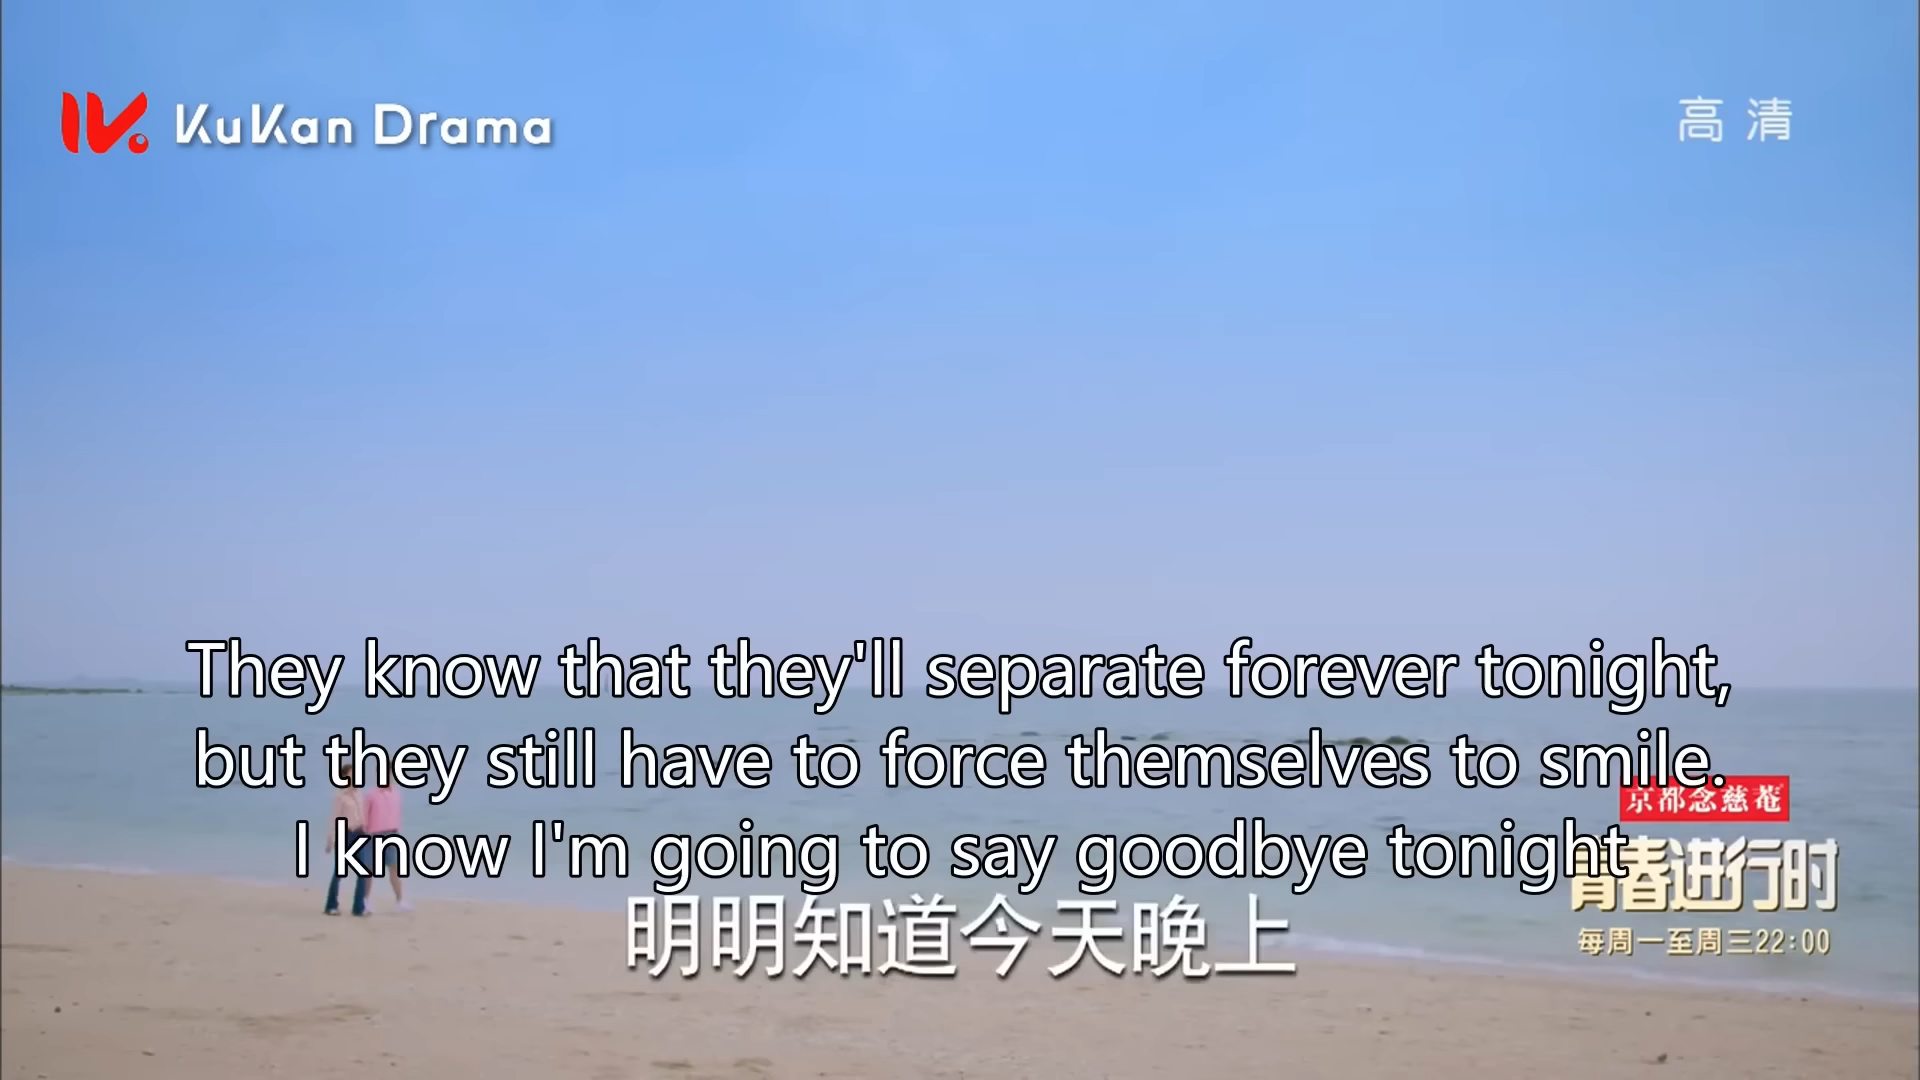 KuKan Drama
高清
They know that they'll separate forever tonight,
but they still have to force themselves to smile.
I know I'm going to say goodbye tonight
京都念慈菴
青春进行时
每周一至周三22:00
明明知道今天晚上